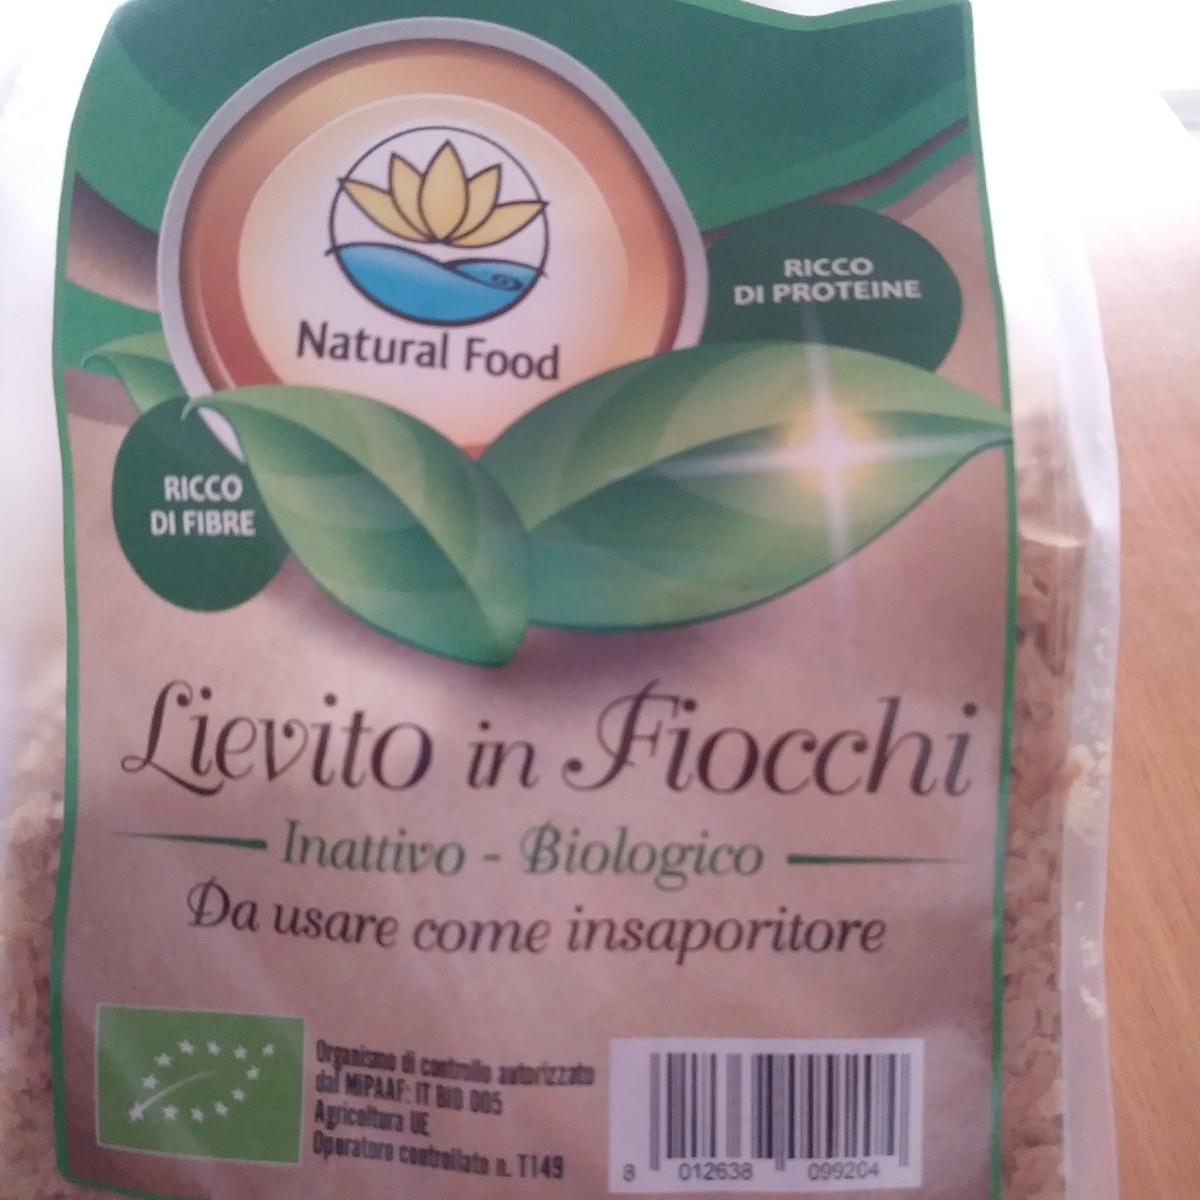 Natural Food
RICCO
DI PROTEINE
RICCO
DI FIBRE
Lievito in Fiocchi
Inattivo - Biologico
Da usare come insaporitore
Organismo di controllo autorizzato
dal MiPAAF: IT BIO 005
Agricoltura UE
Operatore controllato n. T149
8 012638 099204